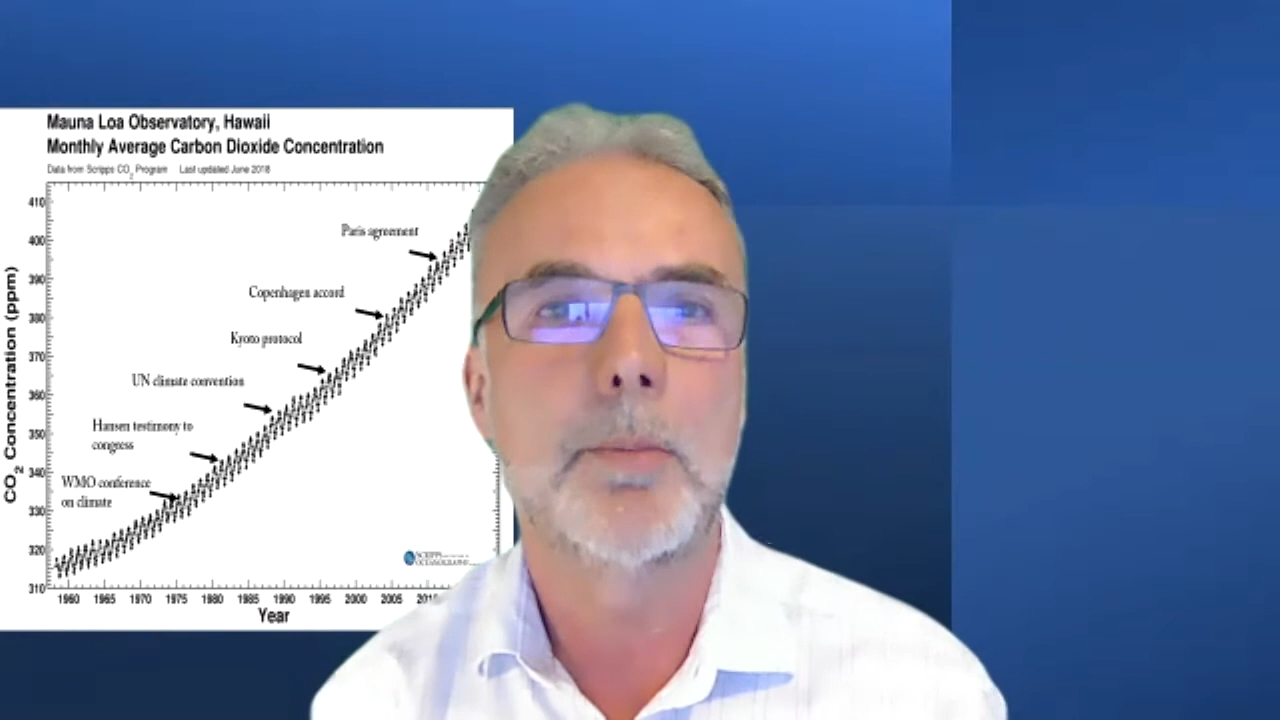 Mauna Loa Observatory, Hawaii
Monthly Average Carbon Dioxide Concentration
Data from Scripps CO2 Program Last updated June 2018
410
400
390
380
370
360
350
340
330
320
310
CO2 Concentration (ppm)
Paris agreement
Copenhagen accord
Kyoto protocol
UN climate convention
Hansen testimony to
congress
WMO conference
on climate
SCRIPPS
OCEANOGRAPHY
1960 1965 1970 1975 1980 1985 1990 1995 2000 2005
Year